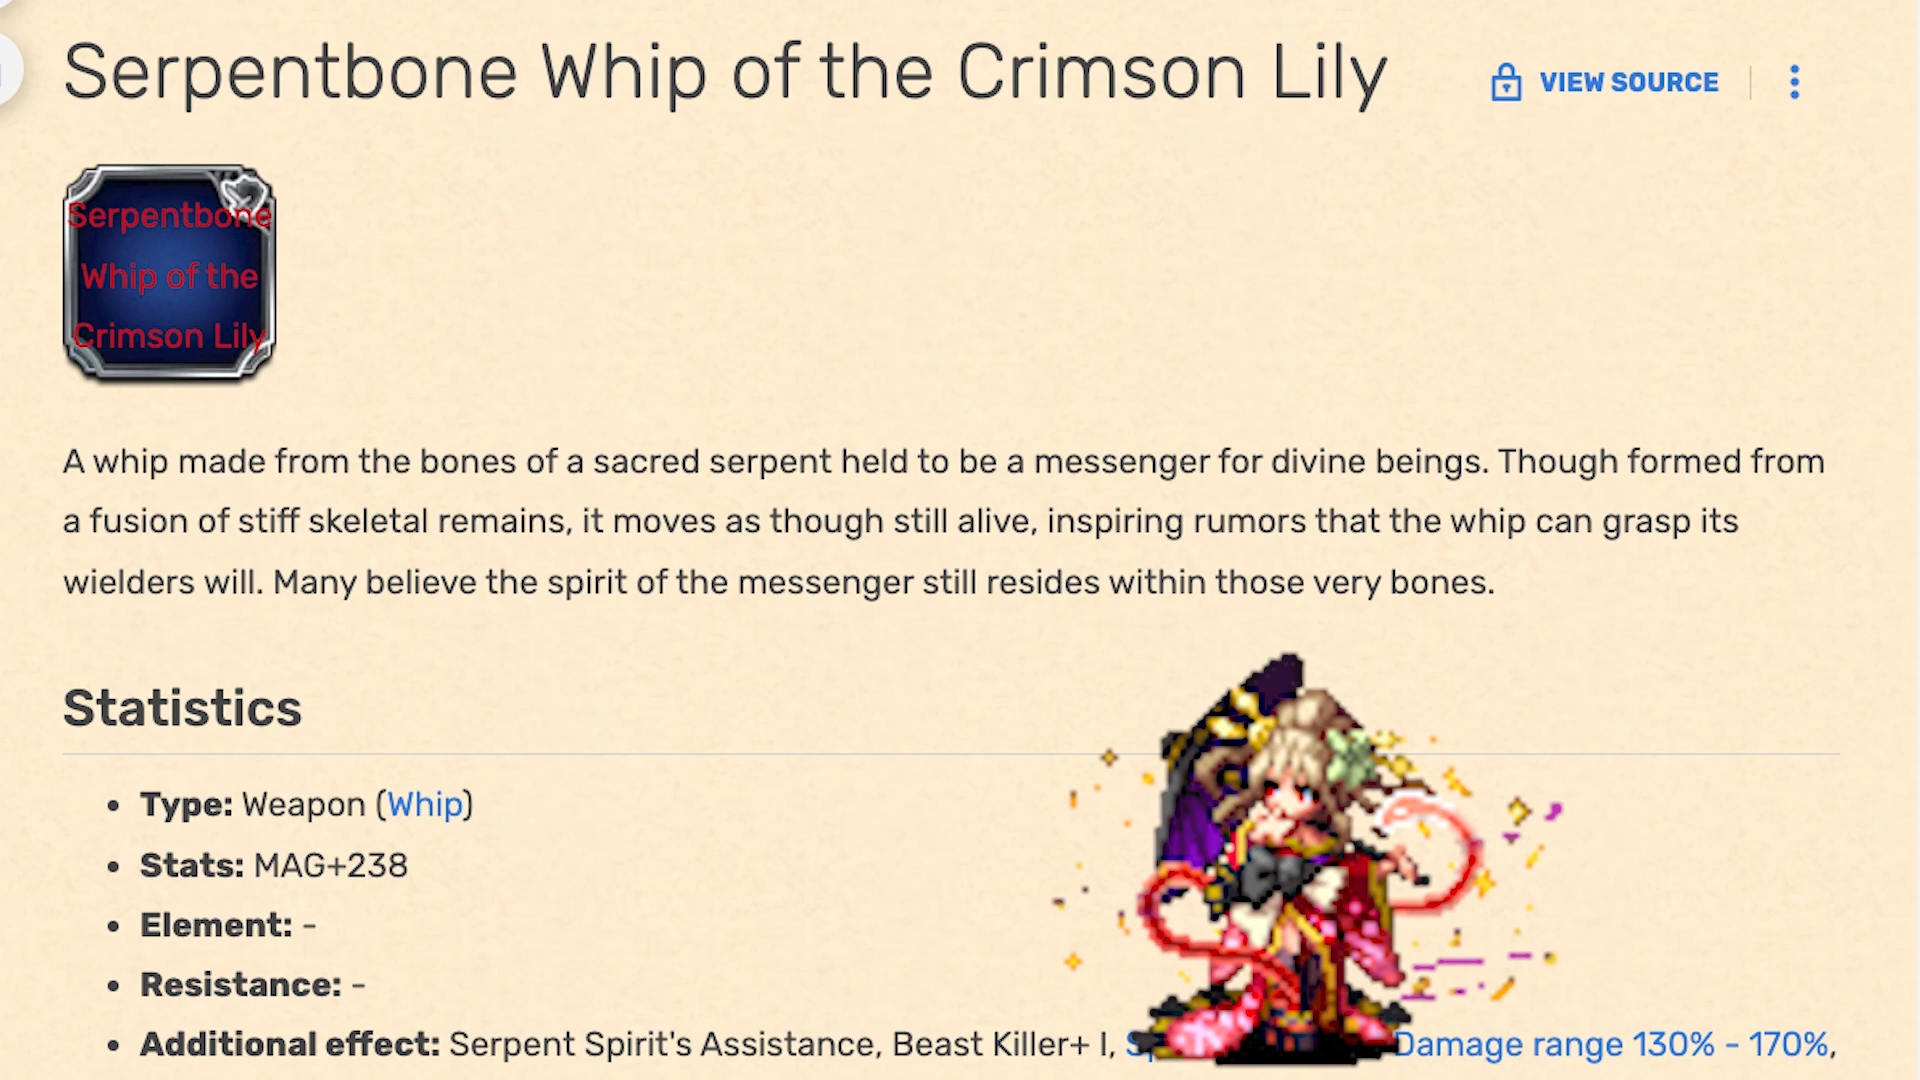 Serpentbone Whip of the Crimson Lily
VIEW SOURCE
Serpentbone
Whip of the
Crimson Lily
A whip made from the bones of a sacred serpent held to be a messenger for divine beings. Though formed from
a fusion of stiff skeletal remains, it moves as though still alive, inspiring rumors that the whip can grasp its
wielders will. Many believe the spirit of the messenger still resides within those very bones.
Statistics
• Type: Weapon (Whip)
• Stats: MAG+238
• Element: -
• Resistance: -
• Additional effect: Serpent Spirit's Assistance, Beast Killer+ I, Damage range 130% - 170%,